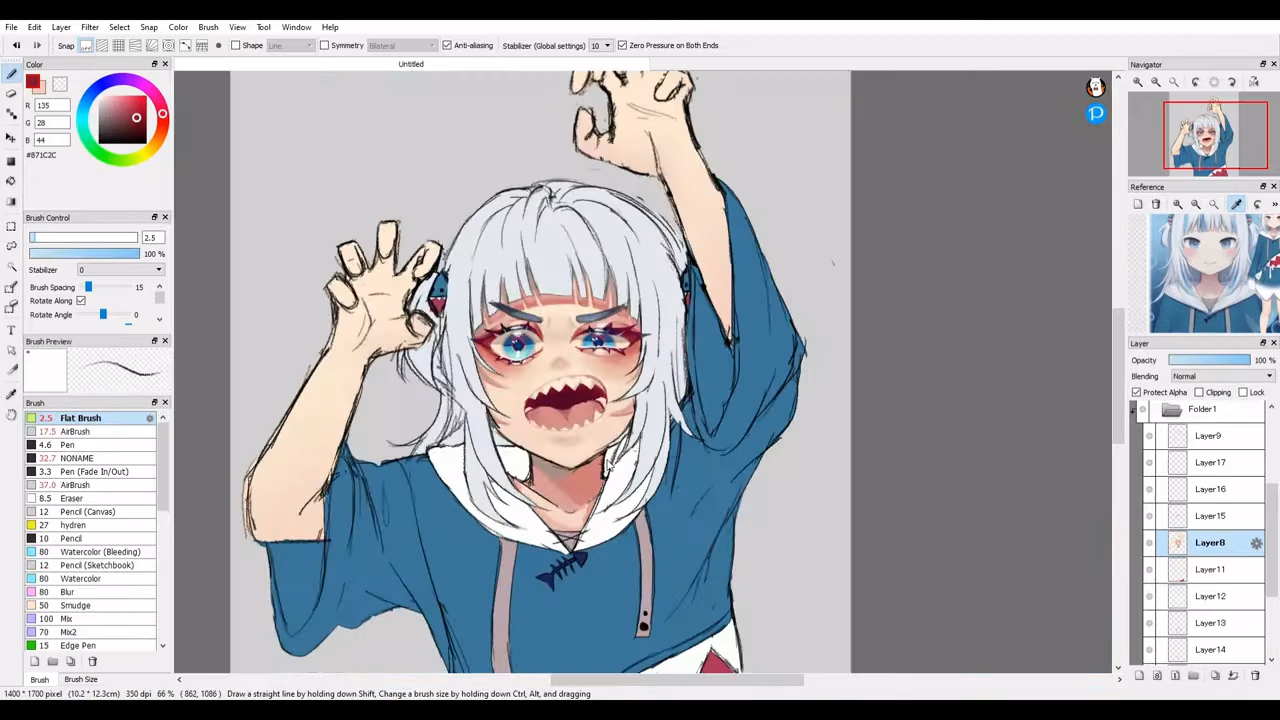 File Edit Layer Filter Select Snap Color Brush View Tool Window Help
Snap Shape Line Symmetry Bilateral Anti-aliasing Stabilizer (Global settings) 10 Zero Pressure on Both Ends
Color
Untitled
Navigator
R 135
G 28
B 44
#871C2C
Reference
Brush Control
2.5
100 %
Stabilizer 0
Brush Spacing 15
Rotate Along
Rotate Angle 0
Brush Preview
Layer
Opacity 100 %
Blending Normal
Protect Alpha Clipping Lock
Folder1
Layer9
Layer17
Layer16
Layer15
Layer8
Layer11
Layer12
Layer13
Layer14
Brush
2.5 Flat Brush
17.5 AirBrush
4.6 Pen
32.7 NONAME
3.3 Pen (Fade In/Out)
37.0 AirBrush
8.5 Eraser
12 Pencil (Canvas)
27 hydren
10 Pencil
80 Watercolor (Bleeding)
12 Pencil (Sketchbook)
80 Watercolor
80 Blur
50 Smudge
100 Mix
70 Mix2
15 Edge Pen
Brush Brush Size
1400 * 1700 pixel (10.2 * 12.3cm) 350 dpi 66 % ( 862, 1086 ) Draw a straight line by holding down Shift, Change a brush size by holding down Ctrl, Alt, and dragging